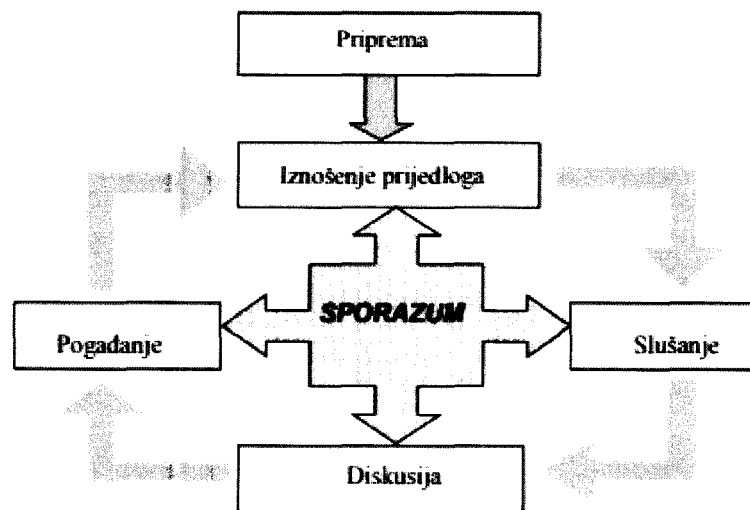 Priprema
Iznošenje prijedloga
SPORAZUM
Pogađanje
Slušanje
Diskusija